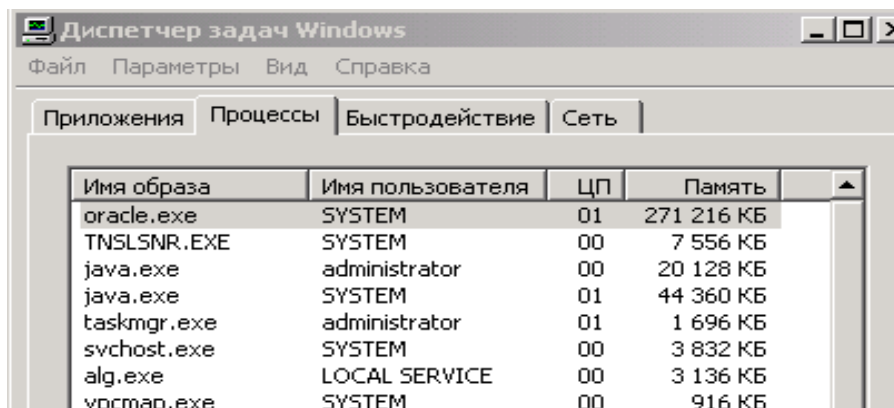 Диспетчер задач Windows
Файл Параметры Вид Справка
Приложения Процессы Быстродействие Сеть
Имя образа Имя пользователя ЦП Память
oracle.exe SYSTEM 01 271 216 КБ
TNSLSNR.EXE SYSTEM 00 7 556 КБ
java.exe administrator 00 20 128 КБ
java.exe SYSTEM 01 44 360 КБ
taskmgr.exe administrator 01 1 696 КБ
svchost.exe SYSTEM 00 3 832 КБ
alg.exe LOCAL SERVICE 00 3 136 КБ
vpcmap.exe SYSTEM 00 916 КБ